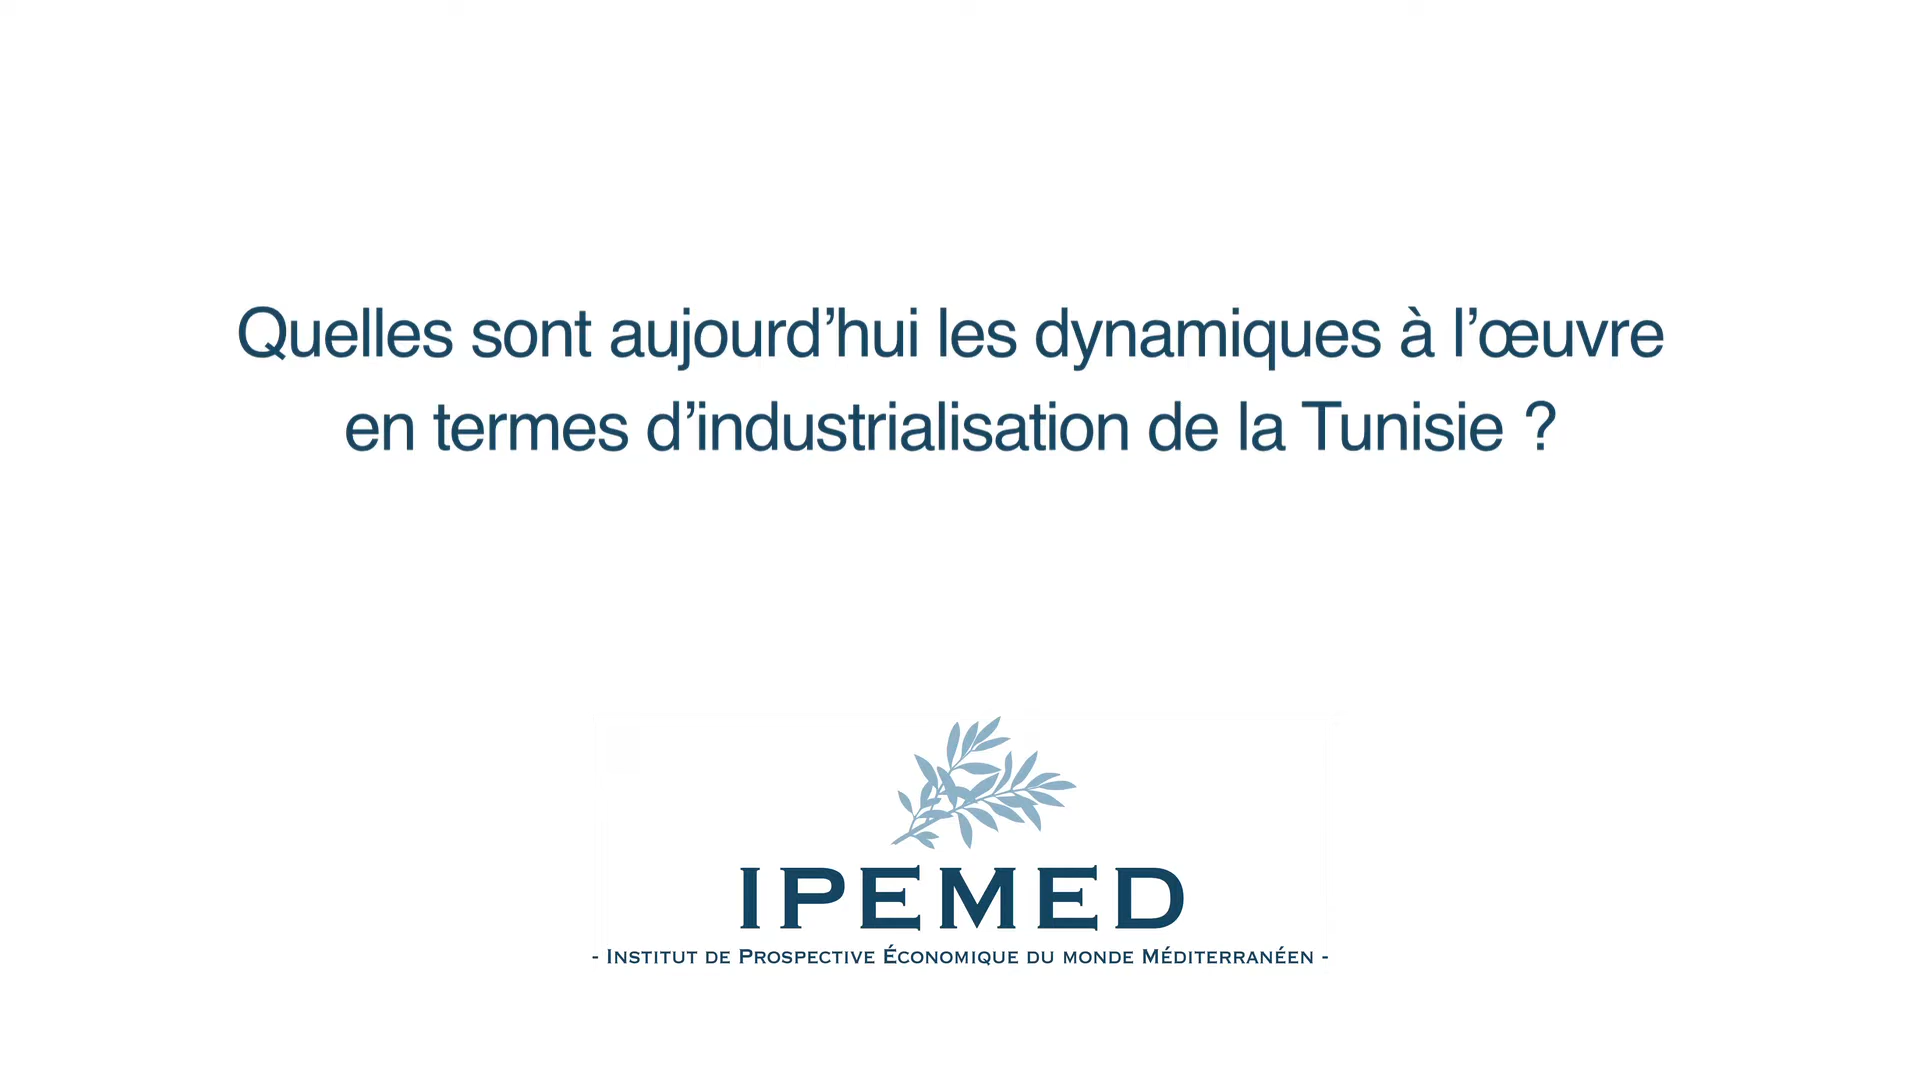 Quelles sont aujourd’hui les dynamiques à l’œuvre
en termes d’industrialisation de la Tunisie ?
IPEMED
- Institut de Prospective Économique du monde Méditerranéen -